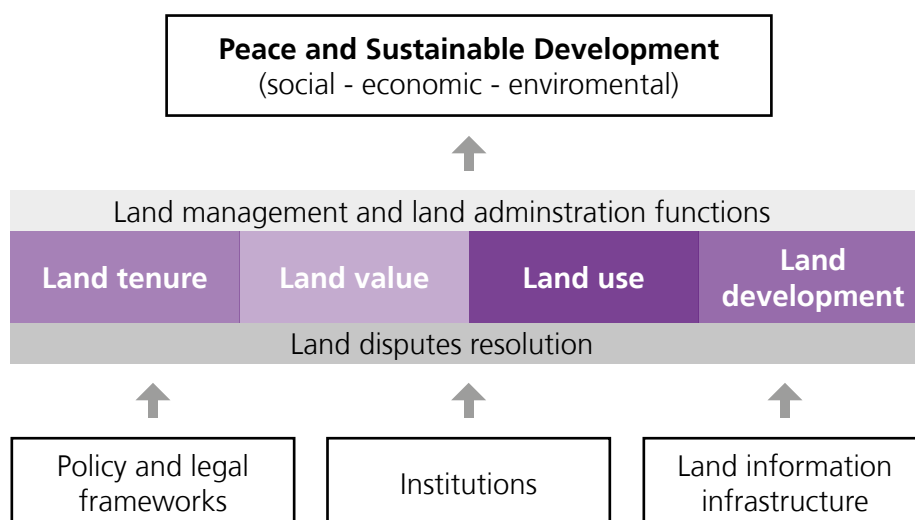 Peace and Sustainable Development
(social - economic - enviromental)
Land management and land adminstration functions
Land tenure
Land value
Land use
Land
development
Land disputes resolution
Policy and legal
frameworks
Institutions
Land information
infrastructure